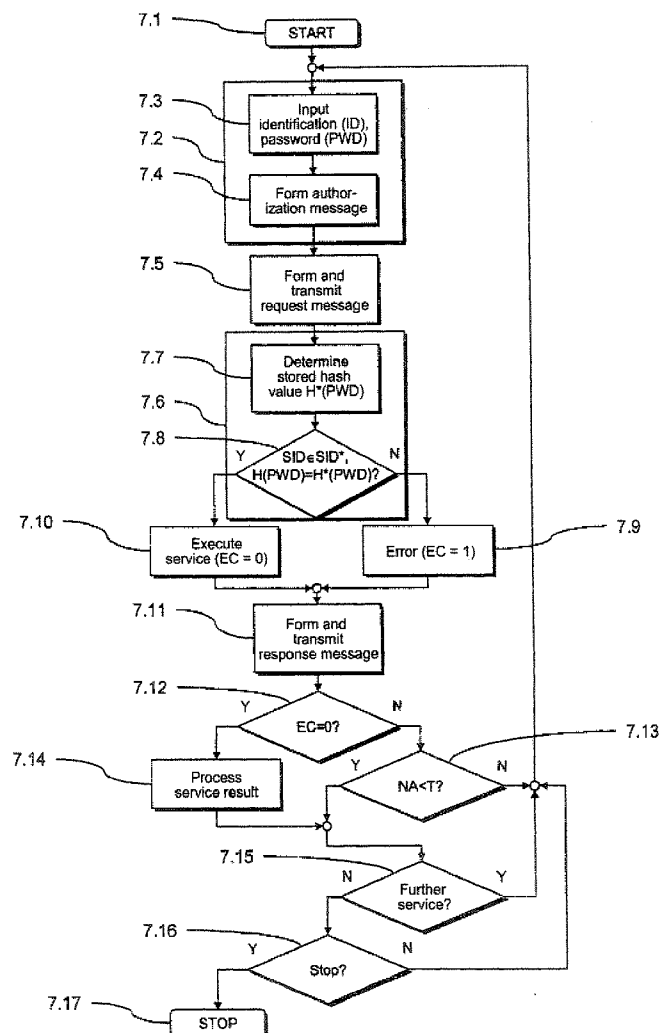 7.1
START
7.3
Input
identification (ID),
password (PWD)
7.2
7.4
Form author-
ization message
7.5
Form and
transmit
request message
7.7
Determine
stored hash
value H*(PWD)
7.6
7.8
Y
SID∈SID*,
N
H(PWD)=H*(PWD)?
7.10
7.9
Execute
service (EC = 0)
Error (EC = 1)
7.11
Form and
transmit
response message
7.12
Y
N
EC=0?
7.13
7.14
Y
N
Process
service result
NA<T?
7.15
N
Y
Further
service?
7.16
Y
N
Stop?
7.17
STOP